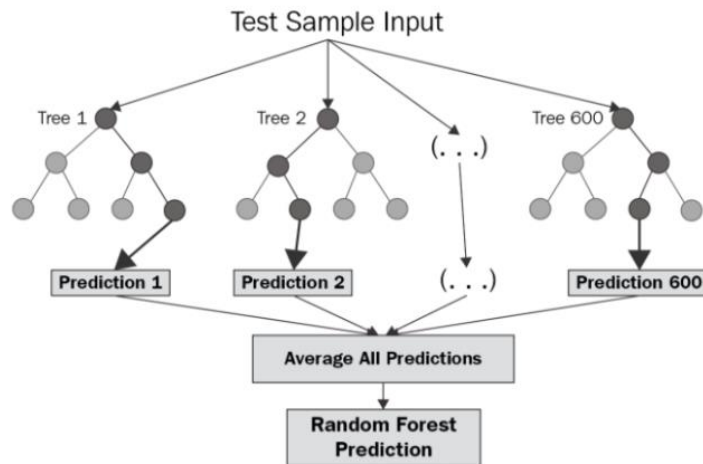 Test Sample Input
Tree 1
Tree 2
(. . .)
Tree 600
Prediction 1
Prediction 2
(. . .)
Prediction 600
Average All Predictions
Random Forest
Prediction